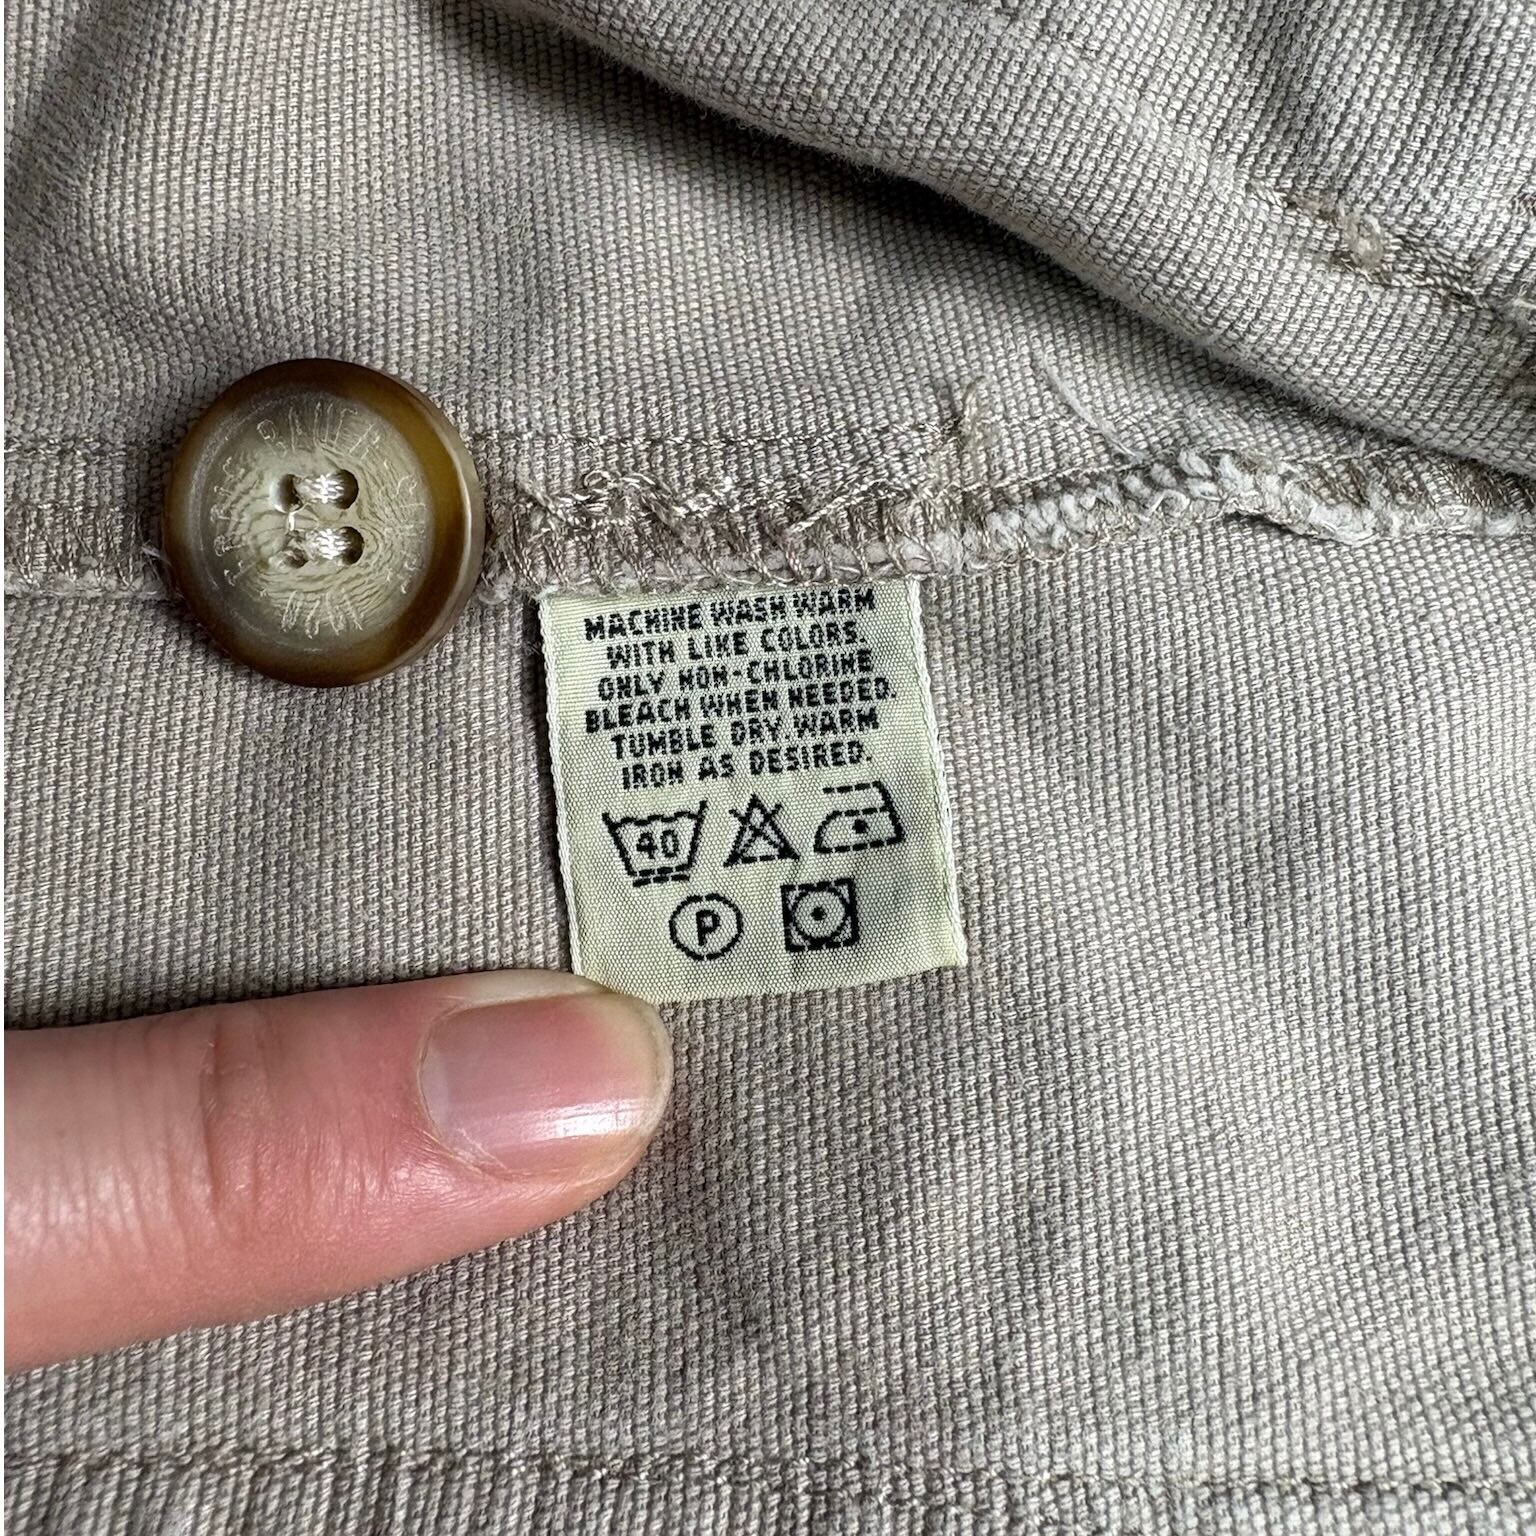 MACHINE WASH WARM
WITH LIKE COLORS.
ONLY NON-CHLORINE
BLEACH WHEN NEEDED.
TUMBLE DRY WARM
IRON AS DESIRED.
40
P